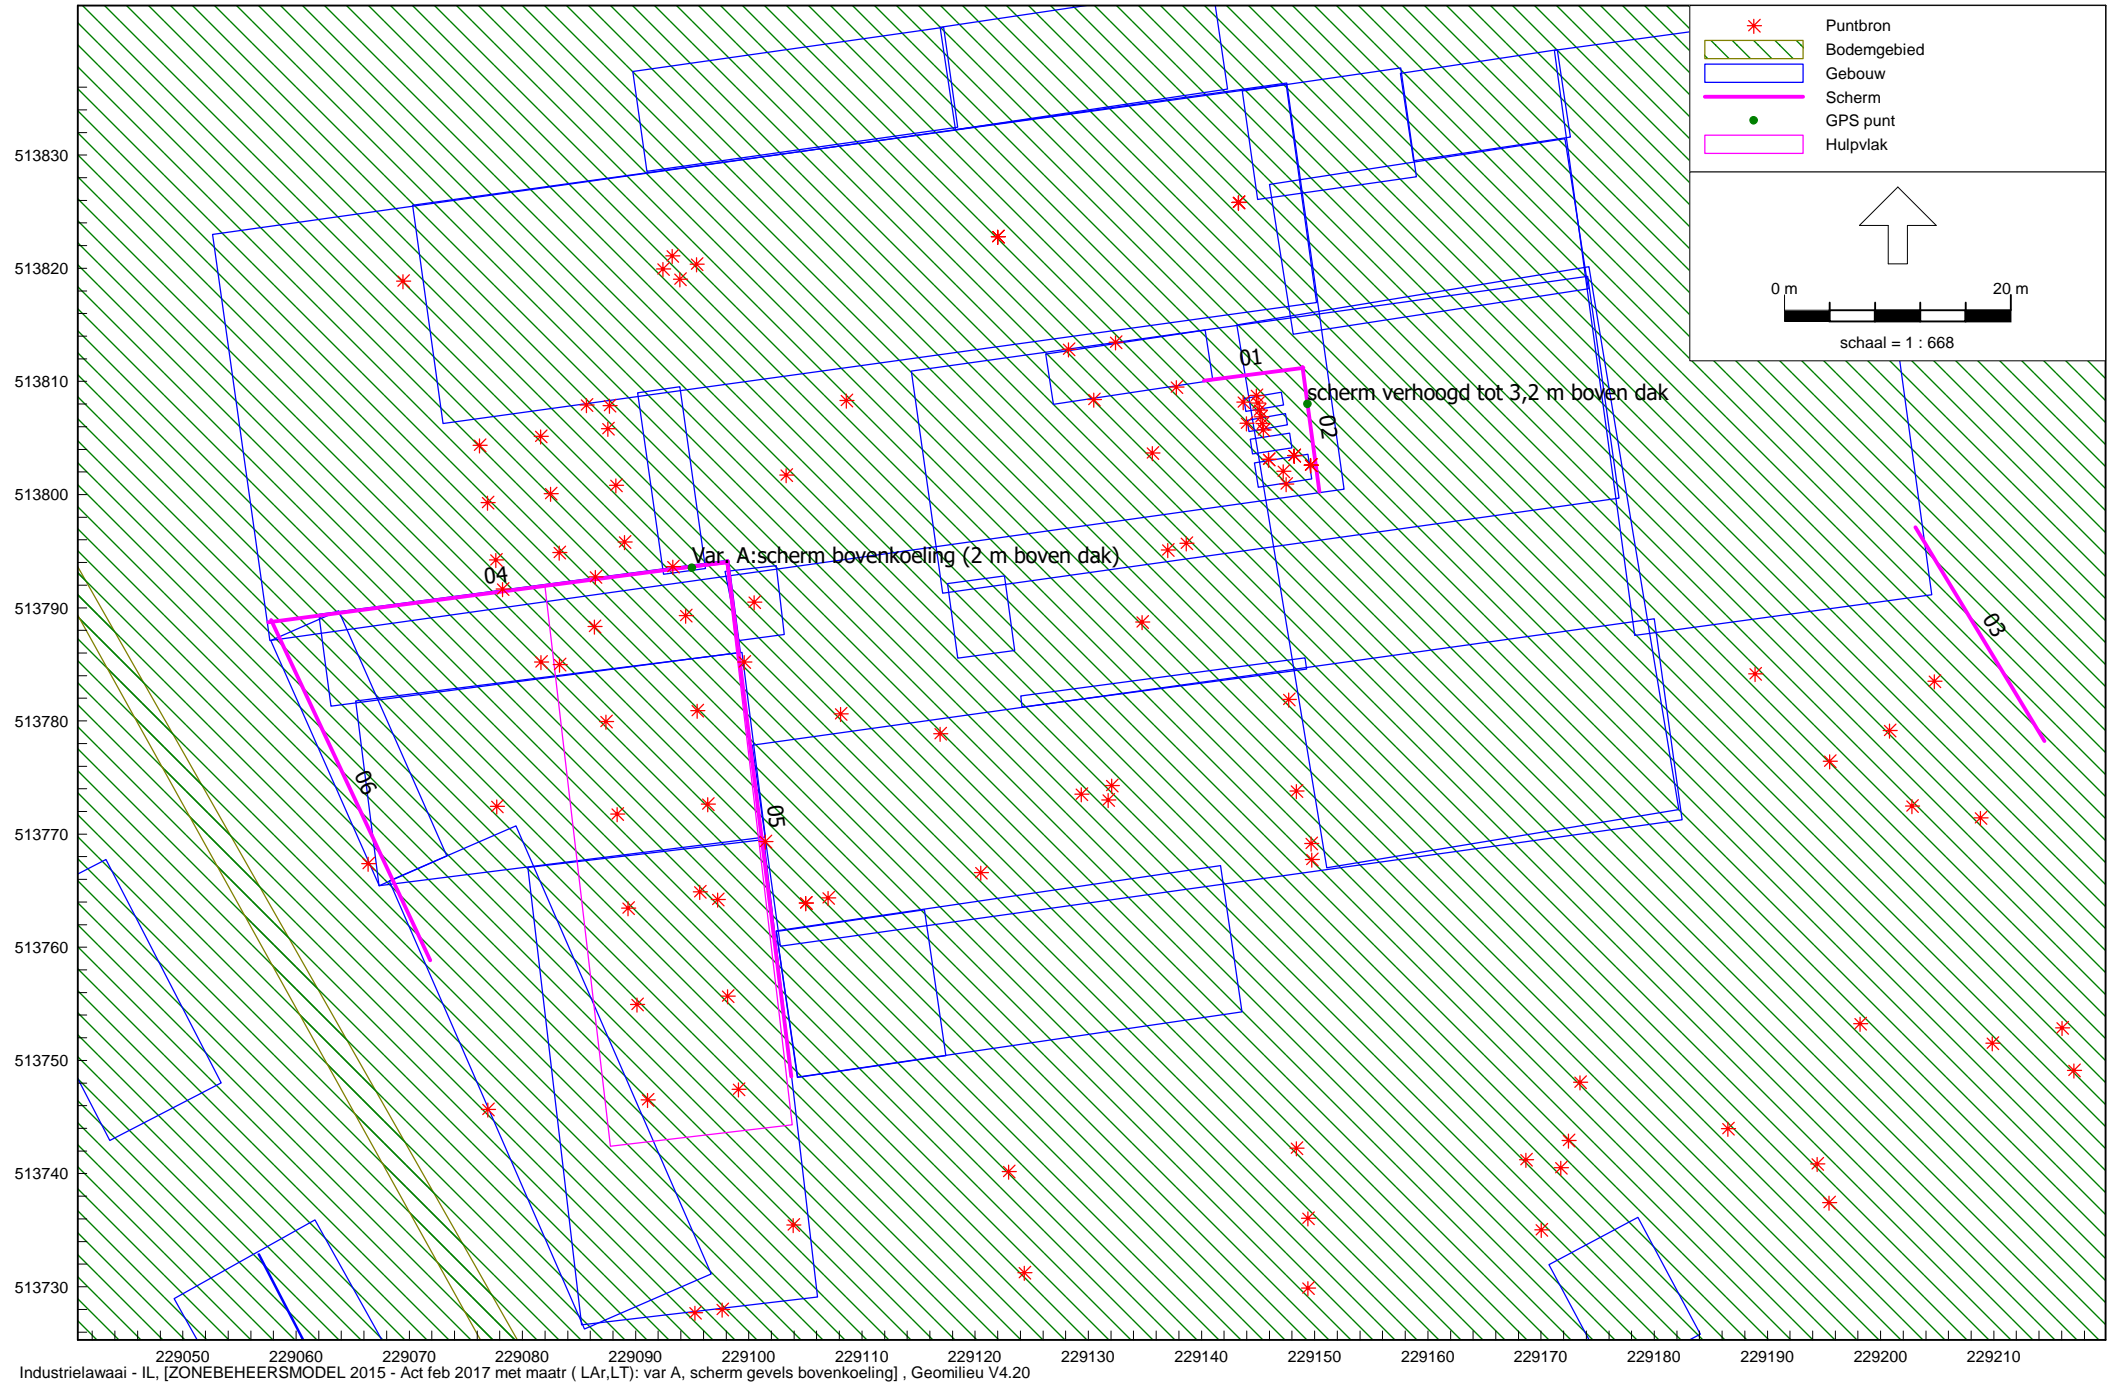 Puntbron
Bodemgebied
Gebouw
Scherm
GPS punt
Hulpvlak
0 m
20 m
schaal = 1 : 668
513830
513820
513810
513800
513790
513780
513770
513760
513750
513740
513730
01
scherm verhoogd tot 3,2 m boven dak
02
Var. A:scherm bovenkoeling (2 m boven dak)
04
03
06
05
229050
229060
229070
229080
229090
229100
229110
229120
229130
229140
229150
229160
229170
229180
229190
229200
229210
Industrielawaai - IL, [ZONEBEHEERSMODEL 2015 - Act feb 2017 met maatr ( LAr,LT): var A, scherm gevels bovenkoeling] , Geomilieu V4.20